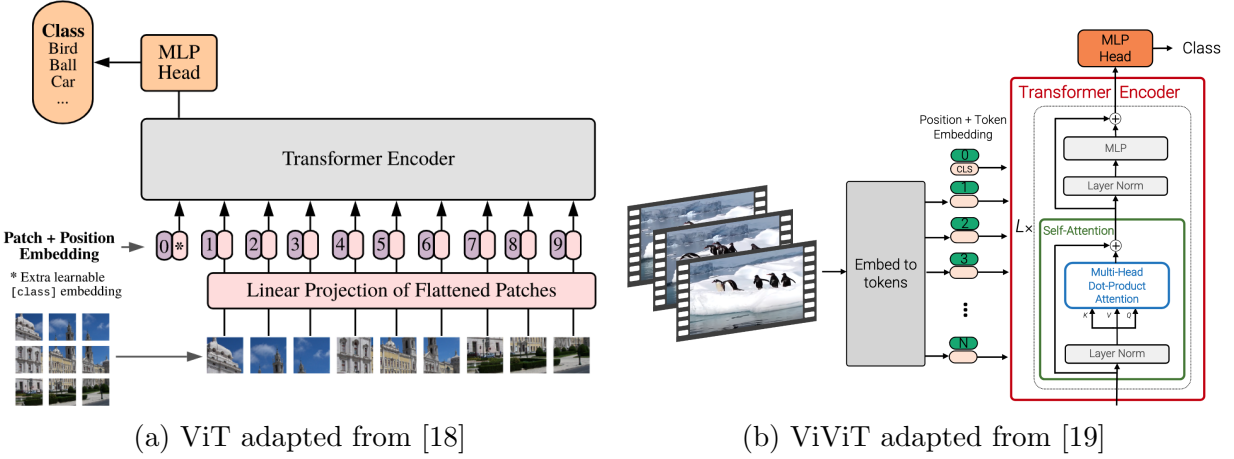 Class
Bird
Ball
Car
...
MLP
Head
Transformer Encoder
Patch + Position
Embedding
0 * 1 2 3 4 5 6 7 8 9
* Extra learnable
[class] embedding
Linear Projection of Flattened Patches
(a) ViT adapted from [18]
MLP
Head
Class
Transformer Encoder
Position + Token
Embedding
0
CLS
1
2
3
N
Embed to
tokens
L×
MLP
Layer Norm
Self-Attention
Multi-Head
Dot-Product
Attention
K V Q
Layer Norm
(b) ViViT adapted from [19]